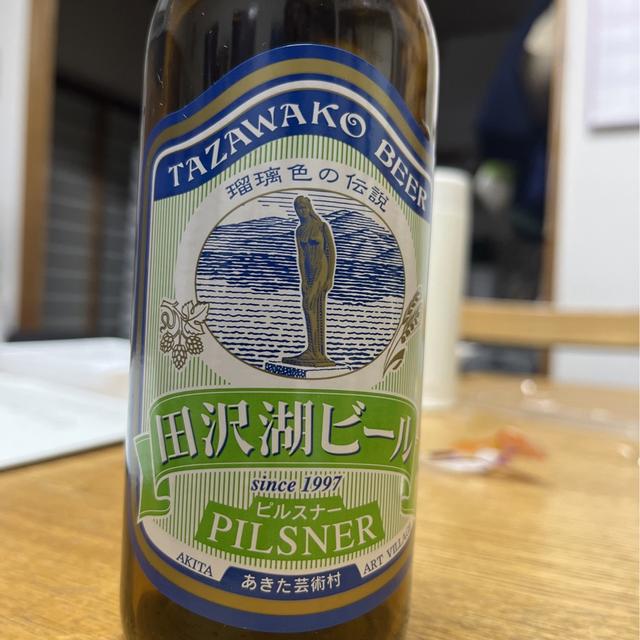 TAZAWAKO BEER
瑠璃色の伝説
田沢湖ビール
since 1997
ピルスナー
PILSNER
AKITA あきた芸術村 ART VILLAGE